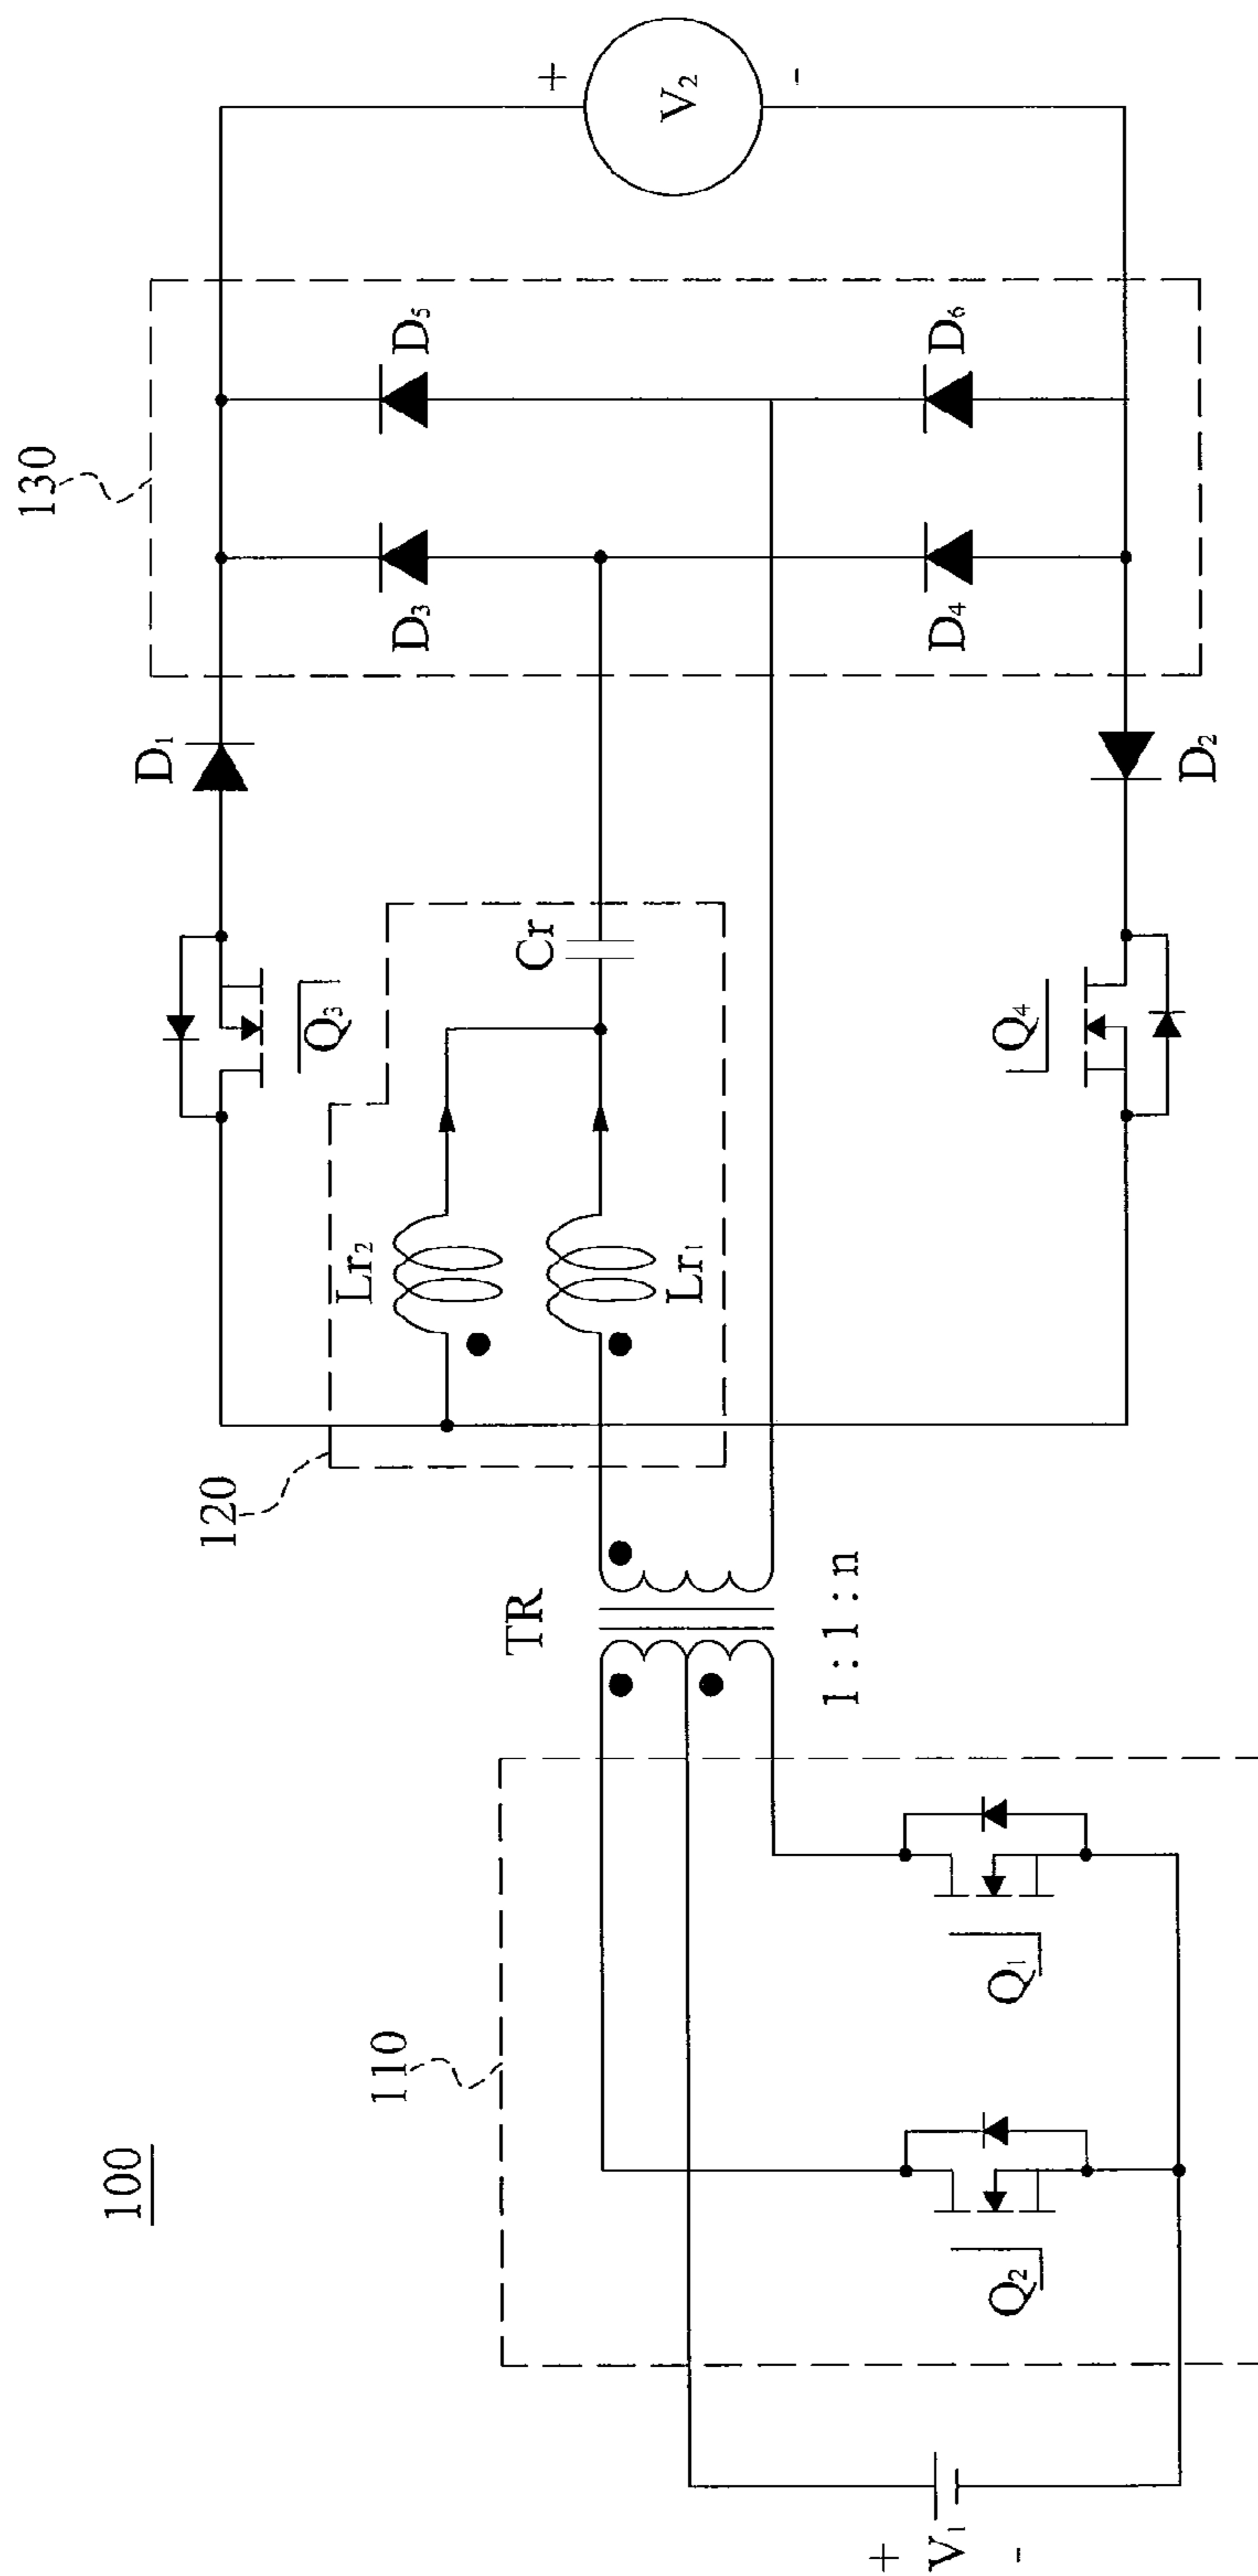 100
110
120
130
TR
1 : 1 : n
+
V₁
-
Q₂
Q₁
Lr₂
Lr₁
Cr
Q₃
Q₄
D₁
D₂
D₃
D₄
D₅
D₆
+
V₂
-